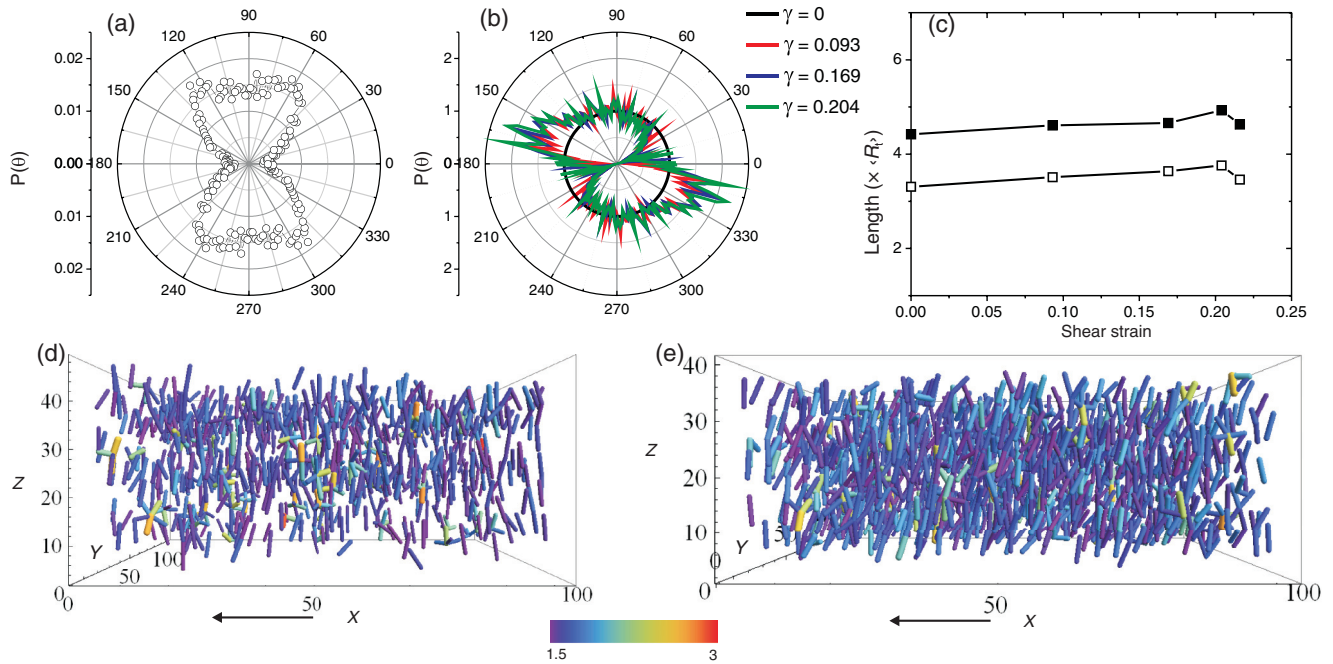 (a)
0.02
0.01
0.00
0.01
0.02
P(θ)
90
60
30
0
330
300
270
240
210
180
150
120
(b)
2
1
0
1
2
P(θ)
90
60
30
0
330
300
270
240
210
180
150
120
γ = 0
γ = 0.093
γ = 0.169
γ = 0.204
(c)
6
4
2
Length (× ‹R_t›)
0.00 0.05 0.10 0.15 0.20 0.25
Shear strain
(d)
40
30
20
10
0
Z
Y
50
100
0 50 100
X
(e)
40
30
20
10
0
Z
Y
0
5
50 100
X
1.5 3